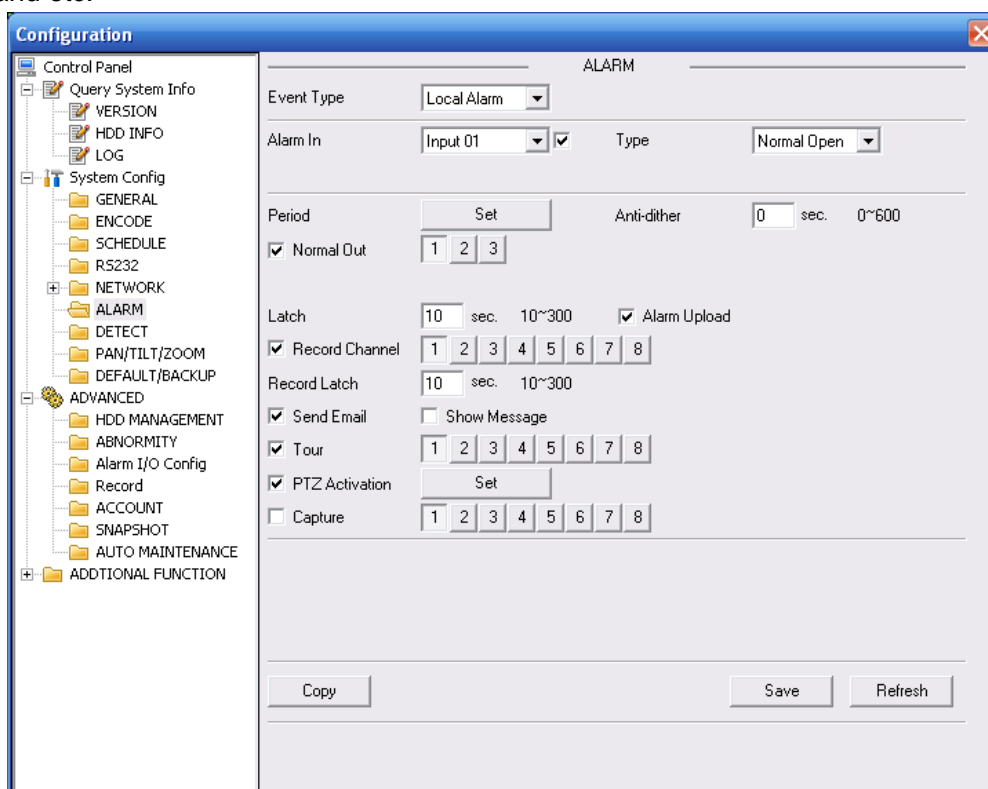 and etc.
Configuration
Control Panel
Query System Info
VERSION
HDD INFO
LOG
System Config
GENERAL
ENCODE
SCHEDULE
RS232
NETWORK
ALARM
DETECT
PAN/TILT/ZOOM
DEFAULT/BACKUP
ADVANCED
HDD MANAGEMENT
ABNORMITY
Alarm I/O Config
Record
ACCOUNT
SNAPSHOT
AUTO MAINTENANCE
ADDTIONAL FUNCTION
ALARM
Event Type Local Alarm
Alarm In Input 01 Type Normal Open
Period Set Anti-dither 0 sec. 0~600
Normal Out 1 2 3
Latch 10 sec. 10~300 Alarm Upload
Record Channel 1 2 3 4 5 6 7 8
Record Latch 10 sec. 10~300
Send Email Show Message
Tour 1 2 3 4 5 6 7 8
PTZ Activation Set
Capture 1 2 3 4 5 6 7 8
Copy Save Refresh